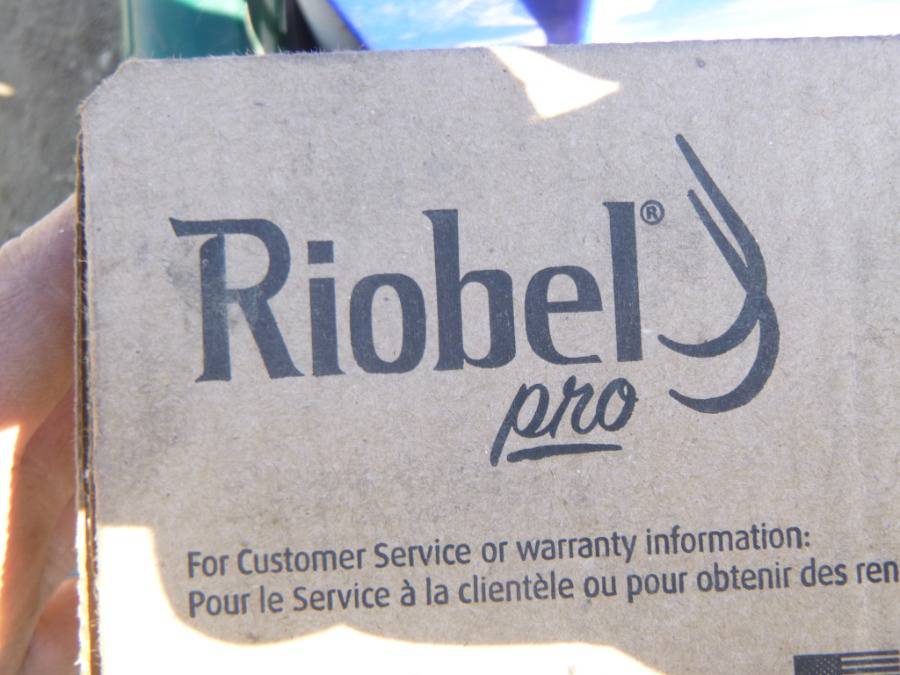 Riobel®
pro
For Customer Service or warranty information:
Pour le Service à la clientèle ou pour obtenir des ren